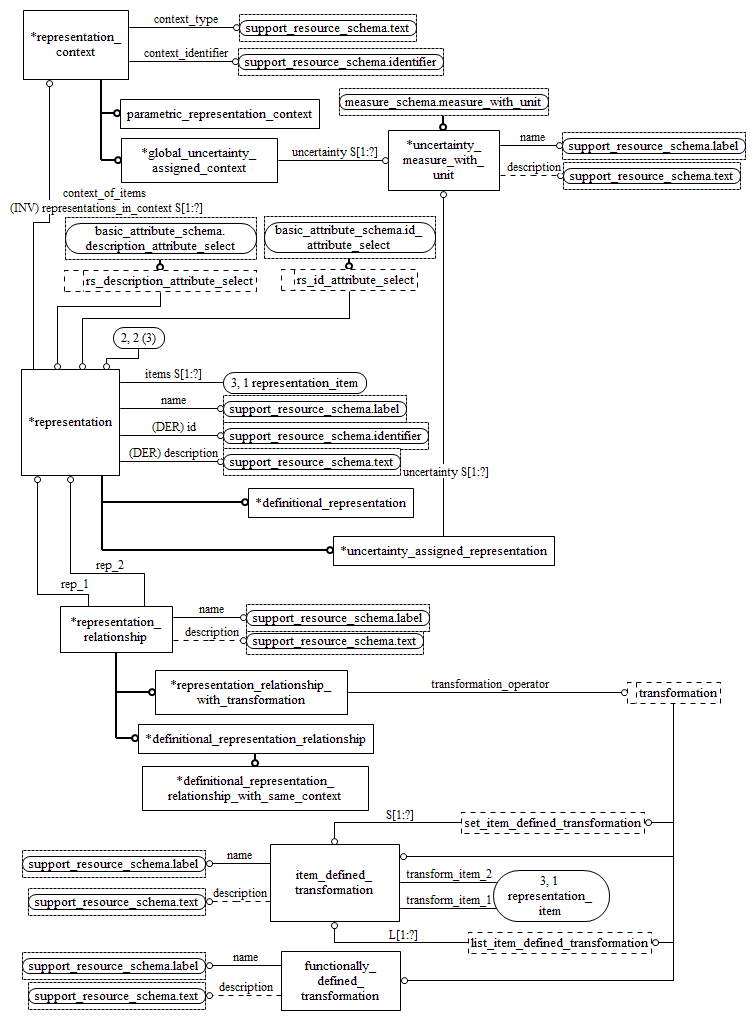 context_type
support_resource_schema.text
*representation_
context
context_identifier
support_resource_schema.identifier
measure_schema.measure_with_unit
parametric_representation_context
*global_uncertainty_
assigned_context
uncertainty S[1:?]
*uncertainty_
measure_with_
unit
name
support_resource_schema.label
description
support_resource_schema.text
context_of_items
(INV) representations_in_context S[1:?]
basic_attribute_schema.
description_attribute_select
basic_attribute_schema.id_
attribute_select
rs_description_attribute_select
rs_id_attribute_select
2, 2 (3)
*representation
items S[1:?]
3, 1 representation_item
name
support_resource_schema.label
(DER) id
support_resource_schema.identifier
(DER) description
support_resource_schema.text
uncertainty S[1:?]
*definitional_representation
*uncertainty_assigned_representation
rep_2
rep_1
*representation_
relationship
name
support_resource_schema.label
description
support_resource_schema.text
*representation_relationship_
with_transformation
transformation_operator
transformation
*definitional_representation_relationship
*definitional_representation_
relationship_with_same_context
S[1:?]
set_item_defined_transformation
support_resource_schema.label
name
item_defined_
transformation
support_resource_schema.text
description
transform_item_2
transform_item_1
3, 1
representation_
item
L[1:?]
list_item_defined_transformation
support_resource_schema.label
name
functionally_
defined_
transformation
support_resource_schema.text
description